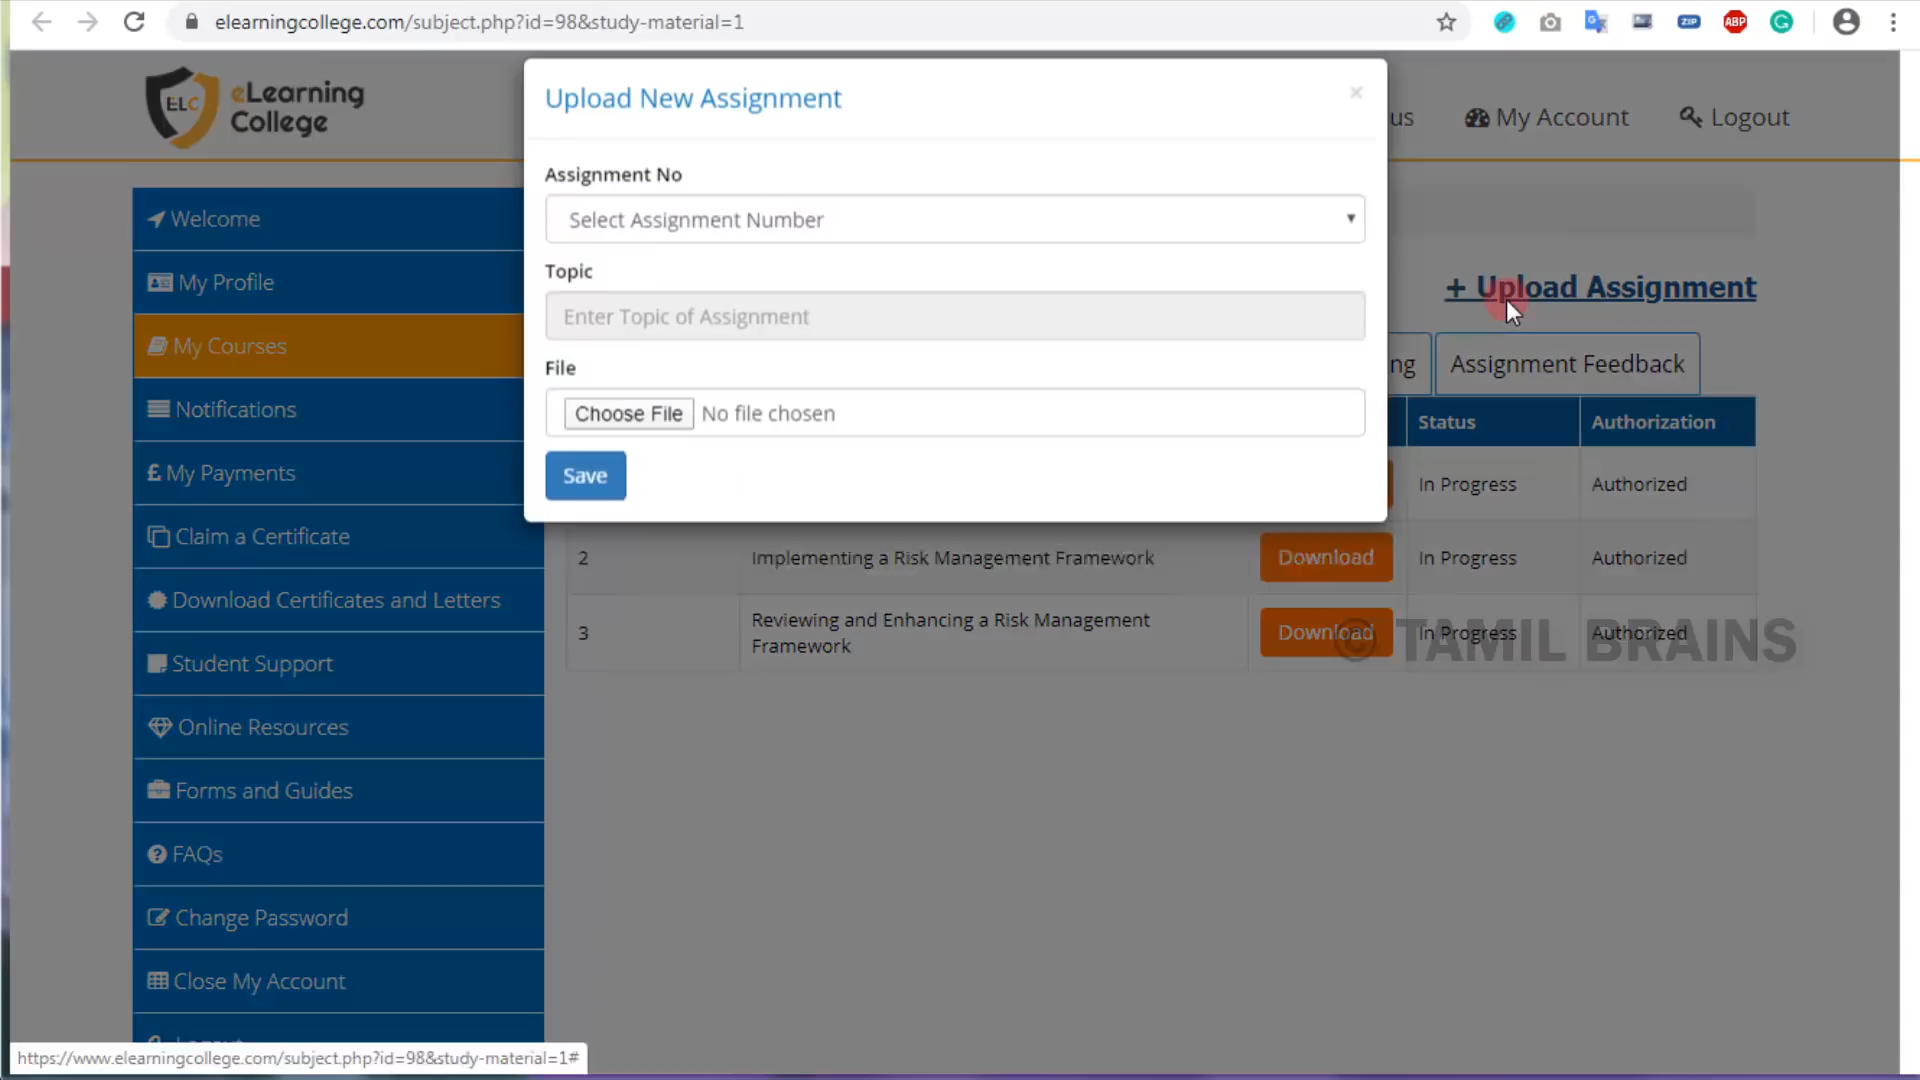 elearningcollege.com/subject.php?id=98&study-material=1
ZIP
ABP
ELC
eLearning
College
us
My Account
Logout
Upload New Assignment
×
Assignment No
Select Assignment Number
Topic
Enter Topic of Assignment
File
Choose File No file chosen
Save
Welcome
My Profile
My Courses
Notifications
£ My Payments
Claim a Certificate
Download Certificates and Letters
Student Support
Online Resources
Forms and Guides
FAQs
Change Password
Close My Account
+ Upload Assignment
ng
Assignment Feedback
Status
Authorization
In Progress
Authorized
2
Implementing a Risk Management Framework
Download
In Progress
Authorized
3
Reviewing and Enhancing a Risk Management
Framework
Download
In Progress
Authorized
© TAMIL BRAINS
https://www.elearningcollege.com/subject.php?id=98&study-material=1#